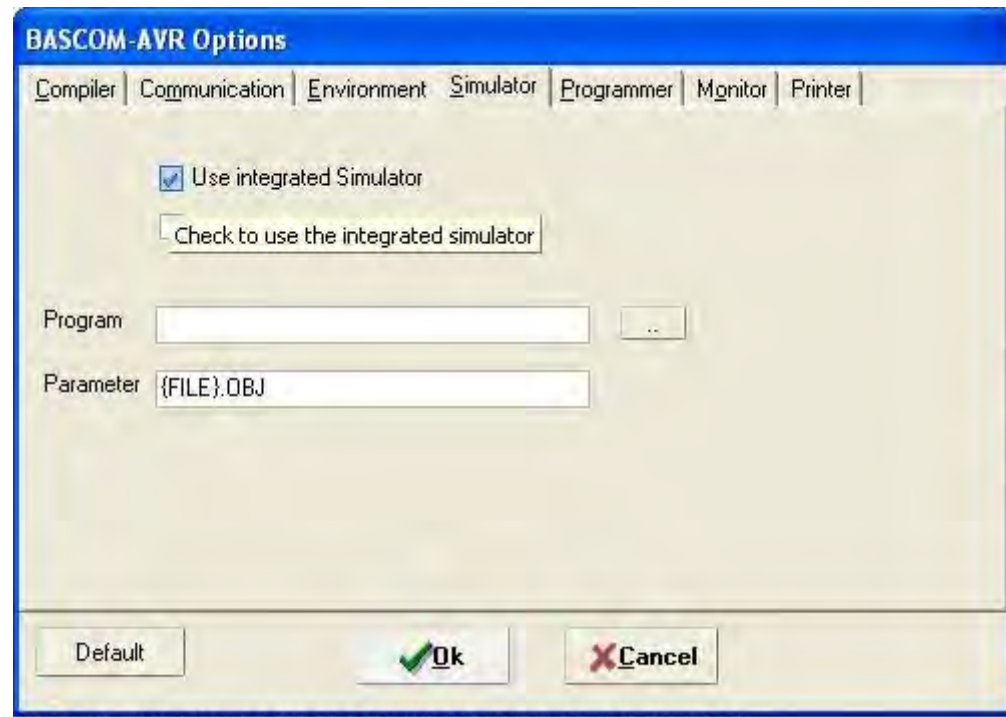 BASCOM-AVR Options
Compiler Communication Environment Simulator Programmer Monitor Printer
Use integrated Simulator
Check to use the integrated simulator
Program ..
Parameter {FILE}.OBJ
Default Ok Cancel